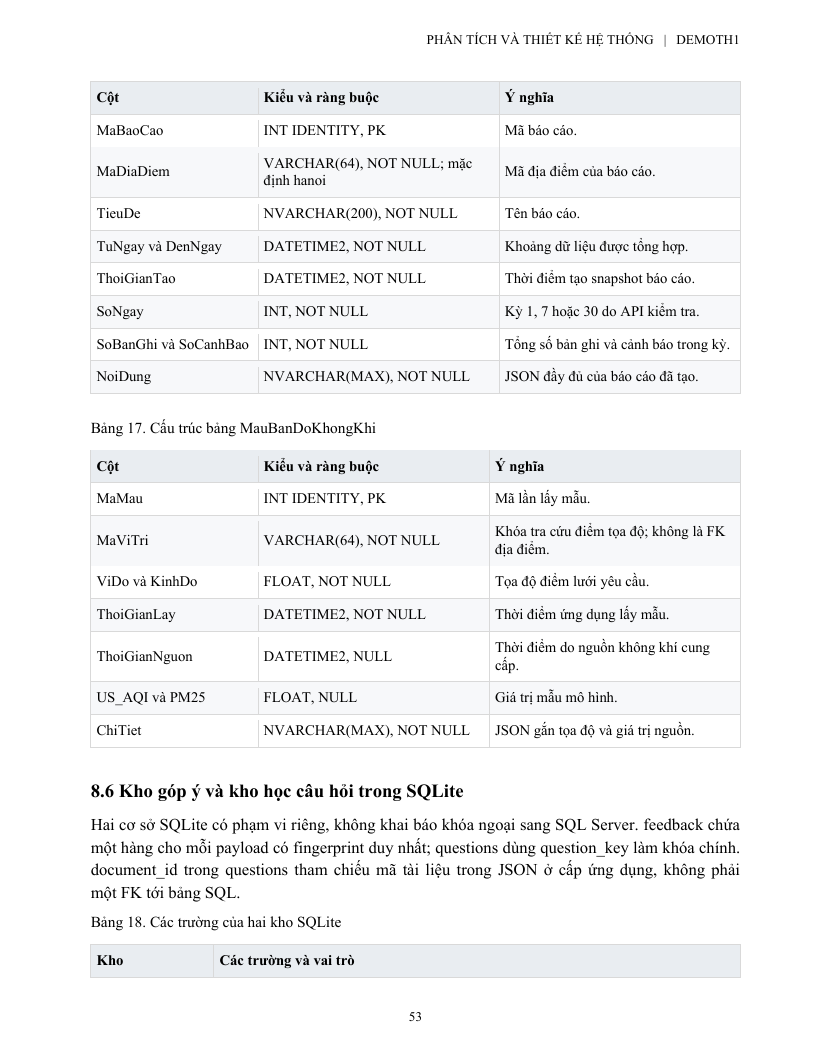 PHÂN TÍCH VÀ THIẾT KẾ HỆ THỐNG | DEMOTH1
Cột Kiểu và ràng buộc Ý nghĩa
MaBaoCao INT IDENTITY, PK Mã báo cáo.
MaDiaDiem VARCHAR(64), NOT NULL; mặc định hanoi Mã địa điểm của báo cáo.
TieuDe NVARCHAR(200), NOT NULL Tên báo cáo.
TuNgay và DenNgay DATETIME2, NOT NULL Khoảng dữ liệu được tổng hợp.
ThoiGianTao DATETIME2, NOT NULL Thời điểm tạo snapshot báo cáo.
SoNgay INT, NOT NULL Kỳ 1, 7 hoặc 30 do API kiểm tra.
SoBanGhi và SoCanhBao INT, NOT NULL Tổng số bản ghi và cảnh báo trong kỳ.
NoiDung NVARCHAR(MAX), NOT NULL JSON đầy đủ của báo cáo đã tạo.
Bảng 17. Cấu trúc bảng MauBanDoKhongKhi
Cột Kiểu và ràng buộc Ý nghĩa
MaMau INT IDENTITY, PK Mã lần lấy mẫu.
MaViTri VARCHAR(64), NOT NULL Khóa tra cứu điểm tọa độ; không là FK địa điểm.
ViDo và KinhDo FLOAT, NOT NULL Tọa độ điểm lưới yêu cầu.
ThoiGianLay DATETIME2, NOT NULL Thời điểm ứng dụng lấy mẫu.
ThoiGianNguon DATETIME2, NULL Thời điểm do nguồn không khí cung cấp.
US_AQI và PM25 FLOAT, NULL Giá trị mẫu mô hình.
ChiTiet NVARCHAR(MAX), NOT NULL JSON gắn tọa độ và giá trị nguồn.
8.6 Kho góp ý và kho học câu hỏi trong SQLite
Hai cơ sở SQLite có phạm vi riêng, không khai báo khóa ngoại sang SQL Server. feedback chứa
một hàng cho mỗi payload có fingerprint duy nhất; questions dùng question_key làm khóa chính.
document_id trong questions tham chiếu mã tài liệu trong JSON ở cấp ứng dụng, không phải
một FK tới bảng SQL.
Bảng 18. Các trường của hai kho SQLite
Kho Các trường và vai trò
53